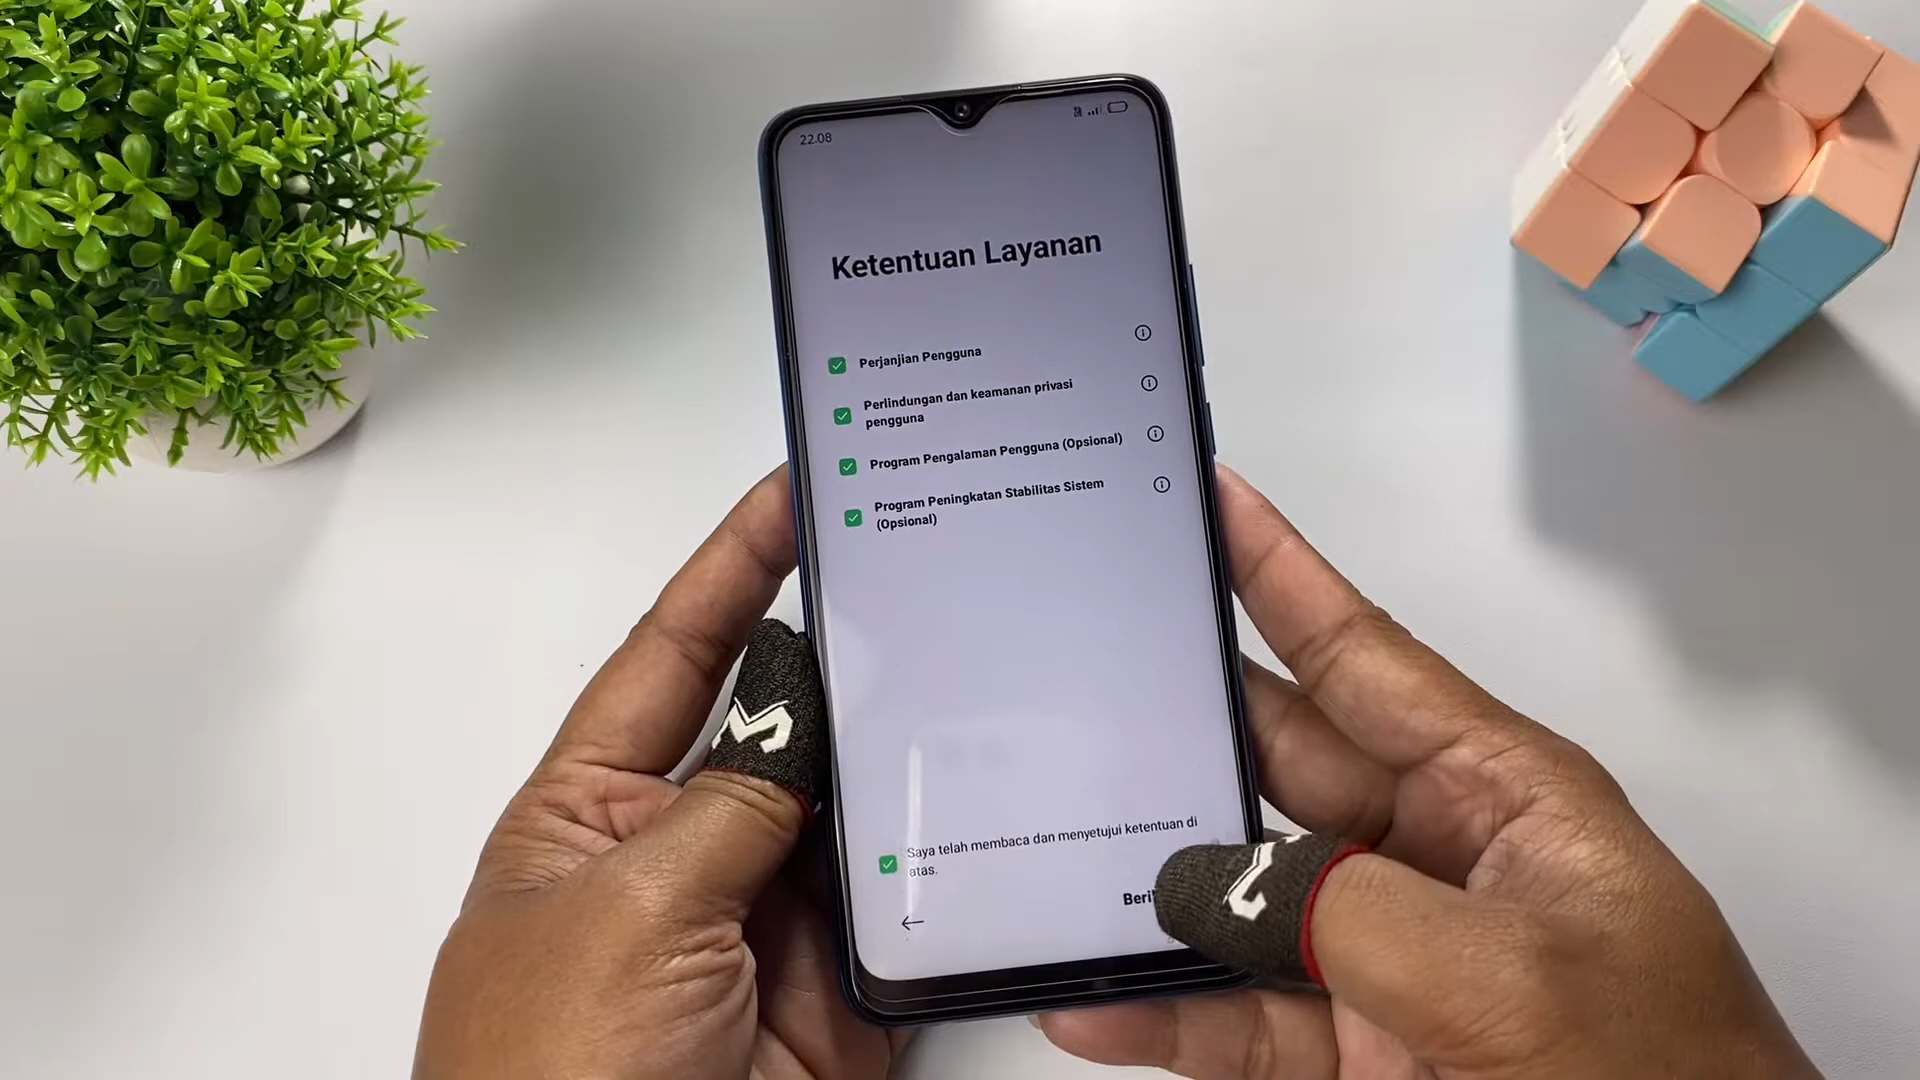 22.08
Ketentuan Layanan
Perjanjian Pengguna
Perlindungan dan keamanan privasi
pengguna
Program Pengalaman Pengguna (Opsional)
Program Peningkatan Stabilitas Sistem
(Opsional)
Saya telah membaca dan menyetujui ketentuan di
atas.